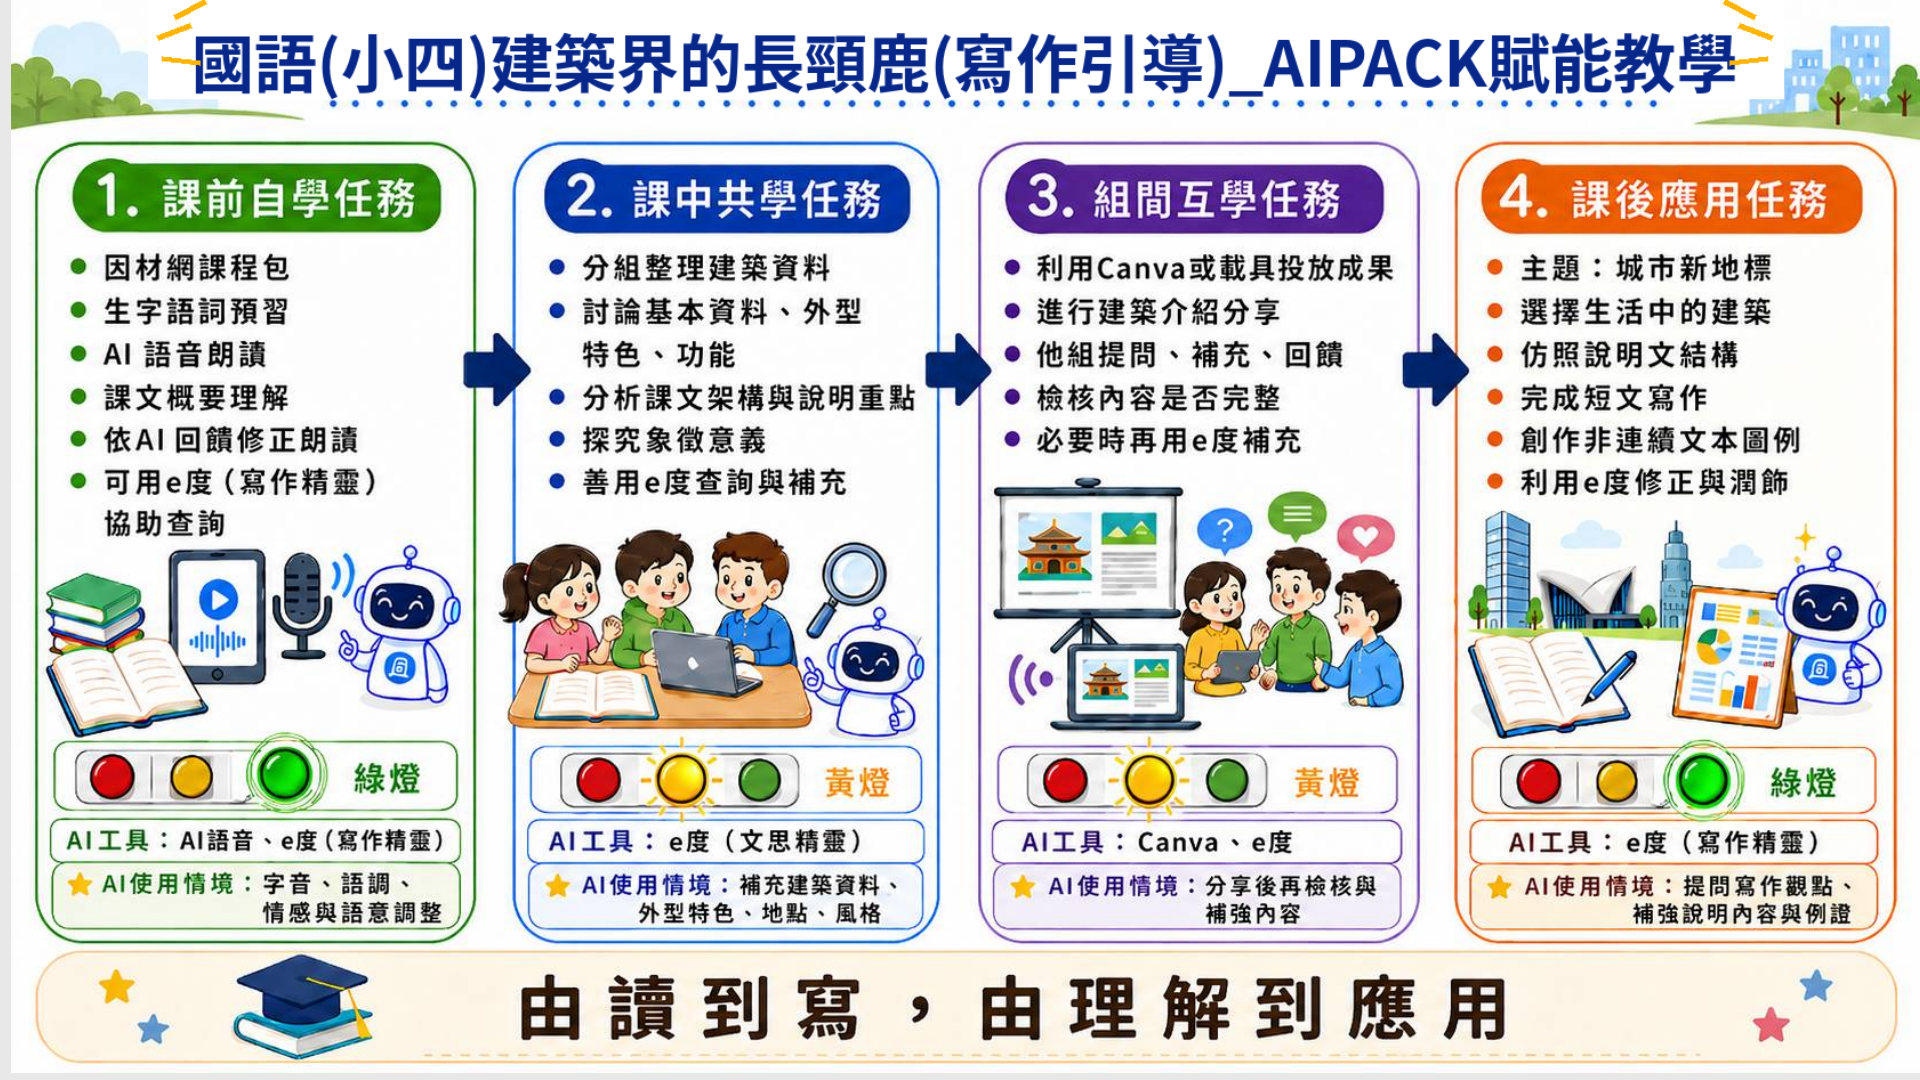 國語(小四)建築界的長頸鹿(寫作引導)_AIPACK賦能教學
1. 課前自學任務
因材網課程包
生字語詞預習
AI 語音朗讀
課文概要理解
依AI 回饋修正朗讀
可用e度（寫作精靈）
協助查詢
綠燈
AI工具：AI語音、e度（寫作精靈）
AI使用情境：字音、語調、
情感與語意調整
2. 課中共學任務
分組整理建築資料
討論基本資料、外型
特色、功能
分析課文架構與說明重點
探究象徵意義
善用e度查詢與補充
黃燈
AI工具：e度（文思精靈）
AI使用情境：補充建築資料、
外型特色、地點、風格
3. 組間互學任務
利用Canva或載具投放成果
進行建築介紹分享
他組提問、補充、回饋
檢核內容是否完整
必要時再用e度補充
?
黃燈
AI工具：Canva、e度
AI使用情境：分享後再檢核與
補強內容
4. 課後應用任務
主題：城市新地標
選擇生活中的建築
仿照說明文結構
完成短文寫作
創作非連續文本圖例
利用e度修正與潤飾
綠燈
AI工具：e度（寫作精靈）
AI使用情境：提問寫作觀點、
補強說明內容與例證
由讀到寫，由理解到應用